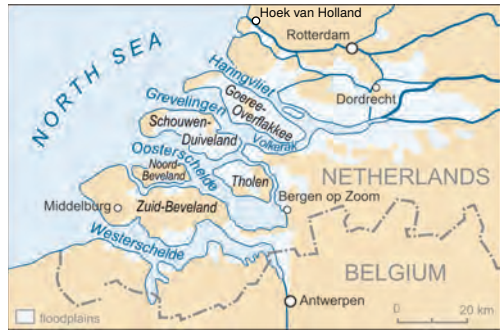 Hoek van Holland
Rotterdam
NORTH SEA
Haringvliet
Goeree-
Overflakkee
Dordrecht
Grevelingen
Schouwen-
Duiveland
Volkerak
Oosterschelde
Noord-
Beveland
Tholen
NETHERLANDS
Bergen op Zoom
Middelburg
Zuid-Beveland
Westerschelde
BELGIUM
Antwerpen
floodplains
0 20 km